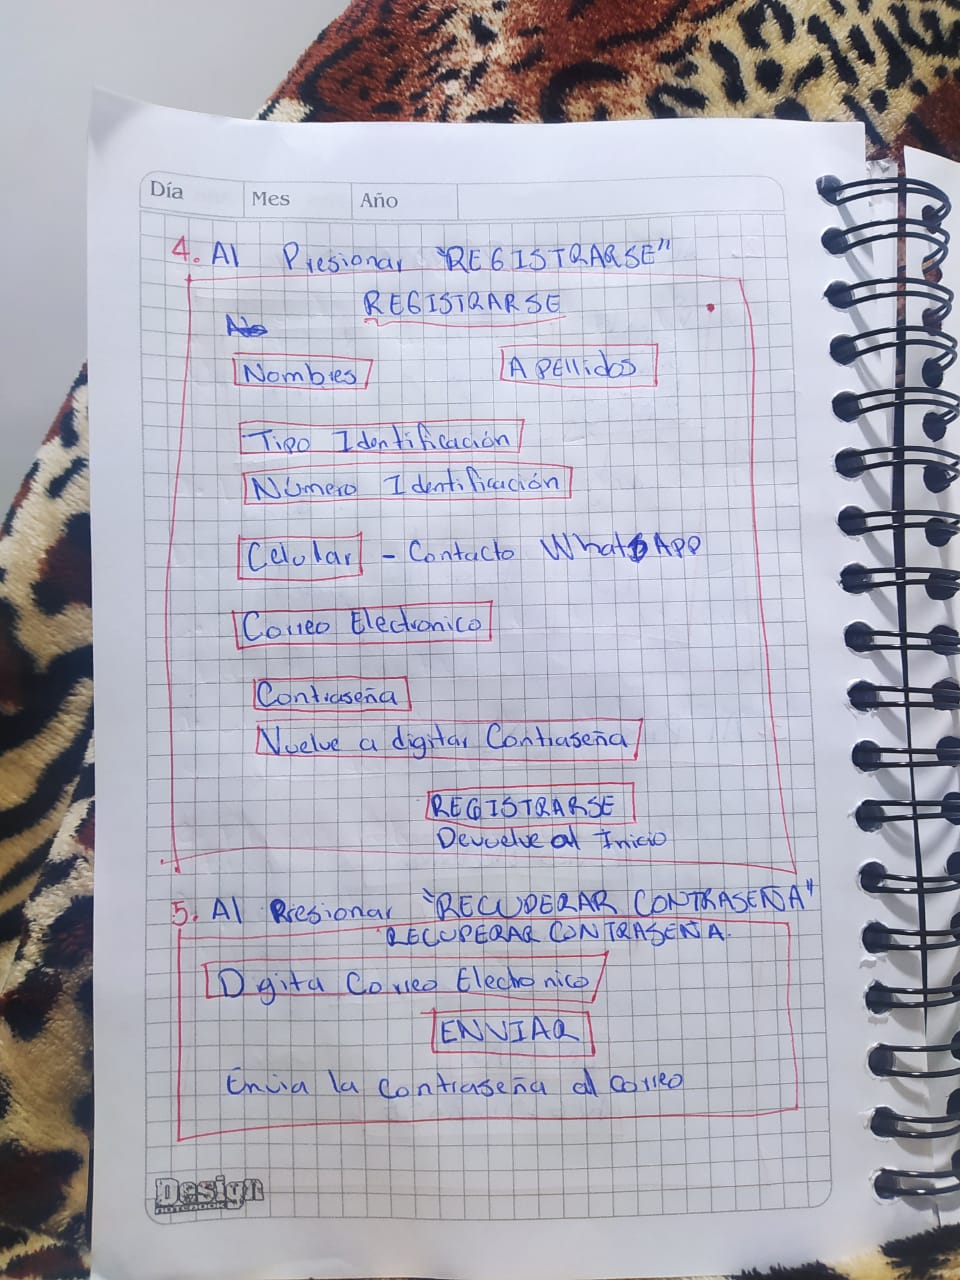 Día Mes Año
4. Al Presionar "REGISTRARSE"
REGISTRARSE
Nombres Apellidos
Tipo Identificación
Número Identificación
Celular - Contacto WhatsApp
Correo Electronico
Contraseña
Vuelve a digitar Contraseña
REGISTRARSE
Devuelve al Inicio
5. Al Presionar "RECUPERAR CONTRASEÑA"
RECUPERAR CONTRASEÑA.
Digita Correo Electronico
ENVIAR
Envia la contraseña al correo
Design
NOTEBOOK